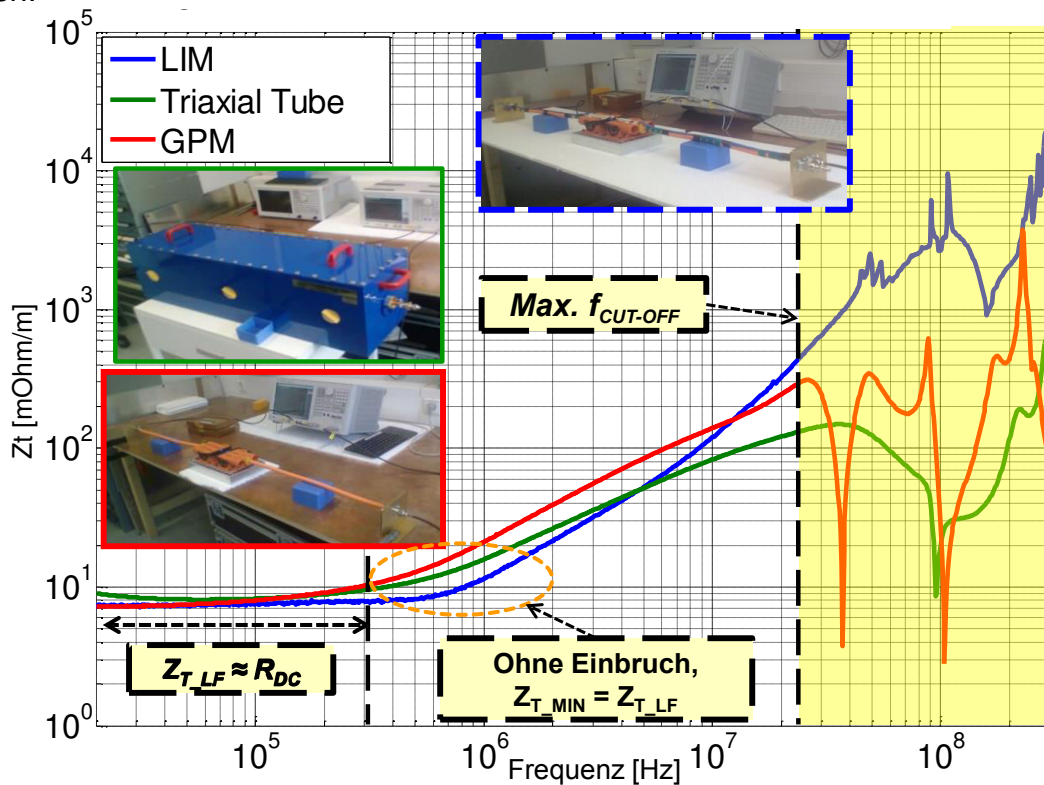 10^5
LIM
Triaxial Tube
GPM
10^4
Max. f_CUT-OFF
10^3
Zt [mOhm/m]
10^2
10^1
Z_T_LF ≈ R_DC
Ohne Einbruch,
Z_T_MIN = Z_T_LF
10^0
10^5
10^6
10^7
10^8
Frequenz [Hz]